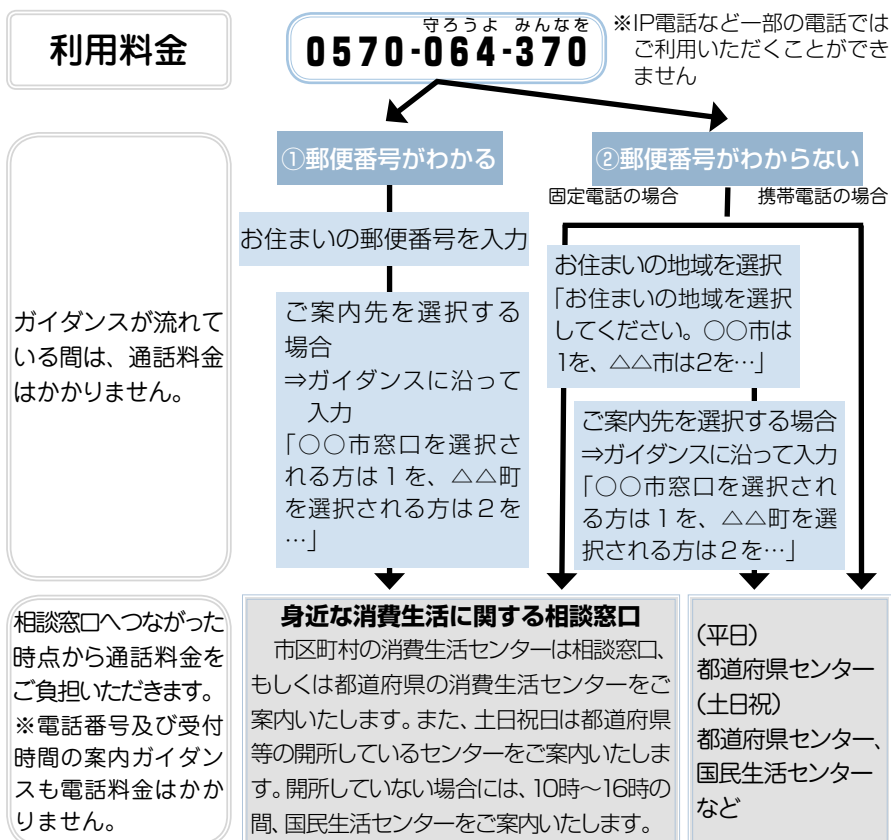 利用料金
守ろうよ みんなを
0570-064-370
※IP電話など一部の電話では
ご利用いただくことができ
ません
①郵便番号がわかる
②郵便番号がわからない
固定電話の場合
携帯電話の場合
お住まいの郵便番号を入力
ご案内先を選択する
場合
⇒ガイダンスに沿って
入力
「○○市窓口を選択さ
れる方は1を、△△町
を選択される方は2を
…」
お住まいの地域を選択
「お住まいの地域を選択
してください。○○市は
1を、△△市は2を…」
ご案内先を選択する場合
⇒ガイダンスに沿って入力
「○○市窓口を選択され
る方は1を、△△町を選
択される方は2を…」
ガイダンスが流れて
いる間は、通話料金
はかかりません。
相談窓口へつながった
時点から通話料金を
ご負担いただきます。
※電話番号及び受付
時間の案内ガイダン
スも電話料金はかか
りません。
身近な消費生活に関する相談窓口
市区町村の消費生活センターは相談窓口、
もしくは都道府県の消費生活センターをご
案内いたします。また、土日祝日は都道府県
等の開所しているセンターをご案内いたしま
す。開所していない場合には、10時～16時の
間、国民生活センターをご案内いたします。
(平日)
都道府県センター
(土日祝)
都道府県センター、
国民生活センター
など